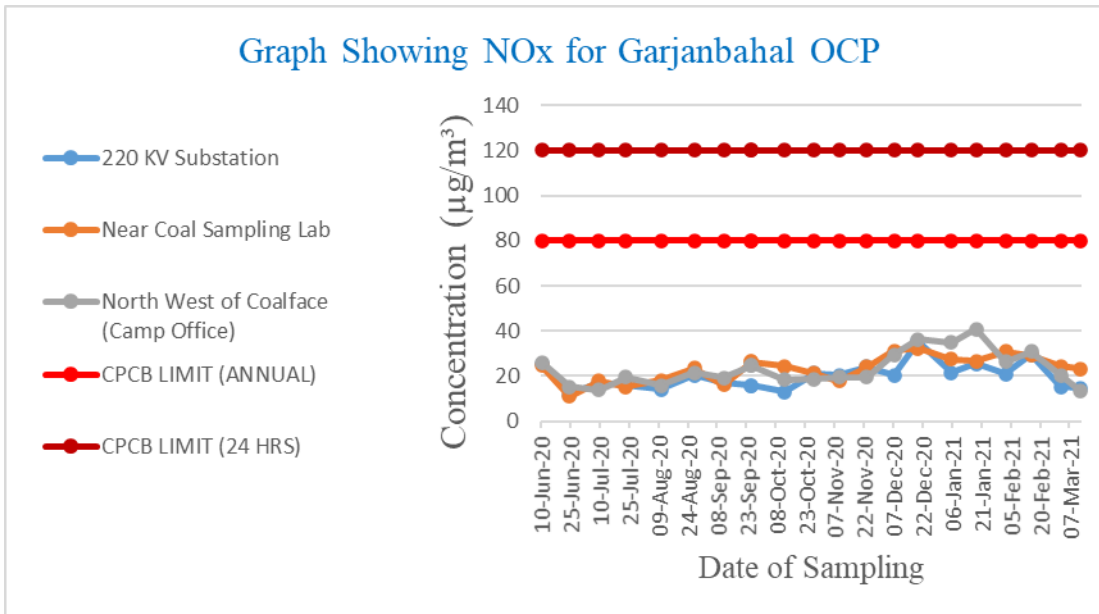 Graph Showing NOx for Garjanbahal OCP
220 KV Substation
Near Coal Sampling Lab
North West of Coalface
(Camp Office)
CPCB LIMIT (ANNUAL)
CPCB LIMIT (24 HRS)
Concentration (µg/m³)
140
120
100
80
60
40
20
0
10-Jun-20
25-Jun-20
10-Jul-20
25-Jul-20
09-Aug-20
24-Aug-20
08-Sep-20
23-Sep-20
08-Oct-20
23-Oct-20
07-Nov-20
22-Nov-20
07-Dec-20
22-Dec-20
06-Jan-21
21-Jan-21
05-Feb-21
20-Feb-21
07-Mar-21
Date of Sampling